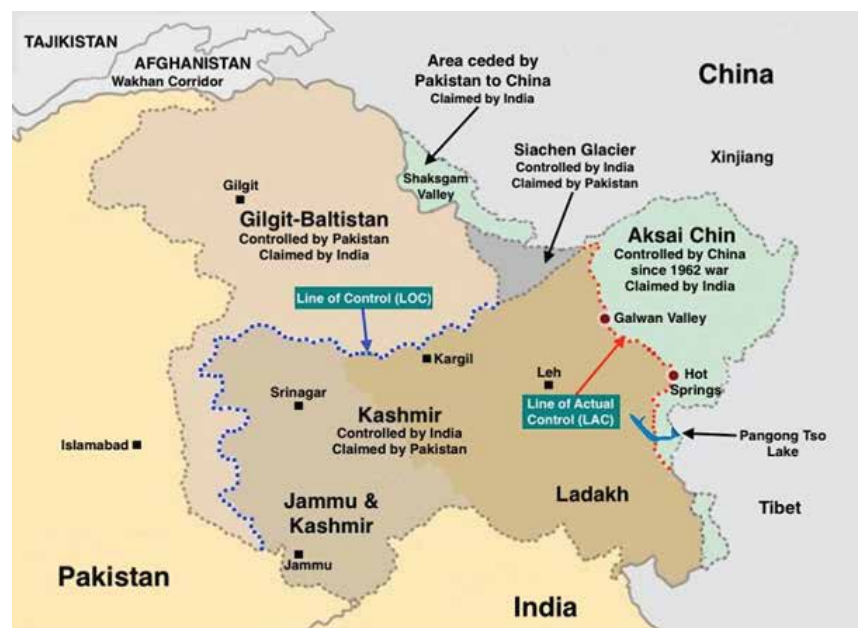 TAJIKISTAN
AFGHANISTAN
Wakhan Corridor
Area ceded by
Pakistan to China
Claimed by India
China
Xinjiang
Siachen Glacier
Controlled by India
Claimed by Pakistan
Shaksgam
Valley
Gilgit
Gilgit-Baltistan
Controlled by Pakistan
Claimed by India
Aksai Chin
Controlled by China
since 1962 war
Claimed by India
Line of Control (LOC)
Galwan Valley
Kargil
Leh
Hot
Springs
Srinagar
Line of Actual
Control (LAC)
Kashmir
Controlled by India
Claimed by Pakistan
Islamabad
Pangong Tso
Lake
Jammu &
Kashmir
Ladakh
Tibet
Jammu
Pakistan
India